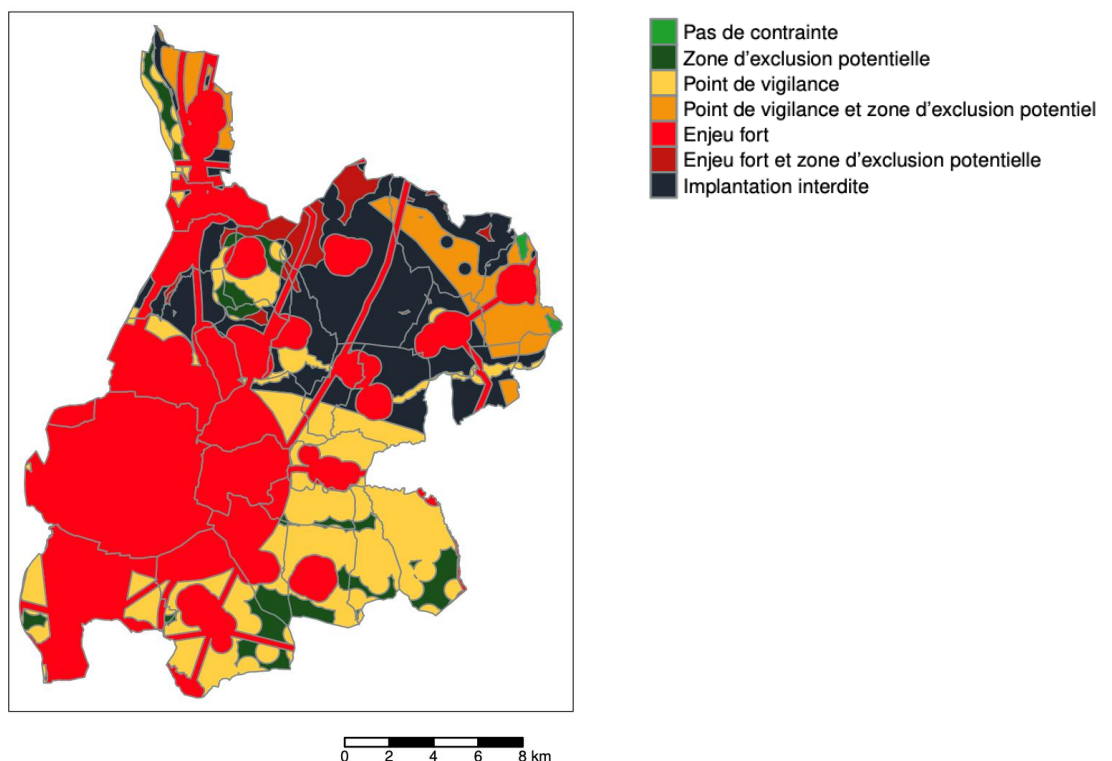 Pas de contrainte
Zone d'exclusion potentielle
Point de vigilance
Point de vigilance et zone d'exclusion potentiel
Enjeu fort
Enjeu fort et zone d'exclusion potentielle
Implantation interdite
0 2 4 6 8 km